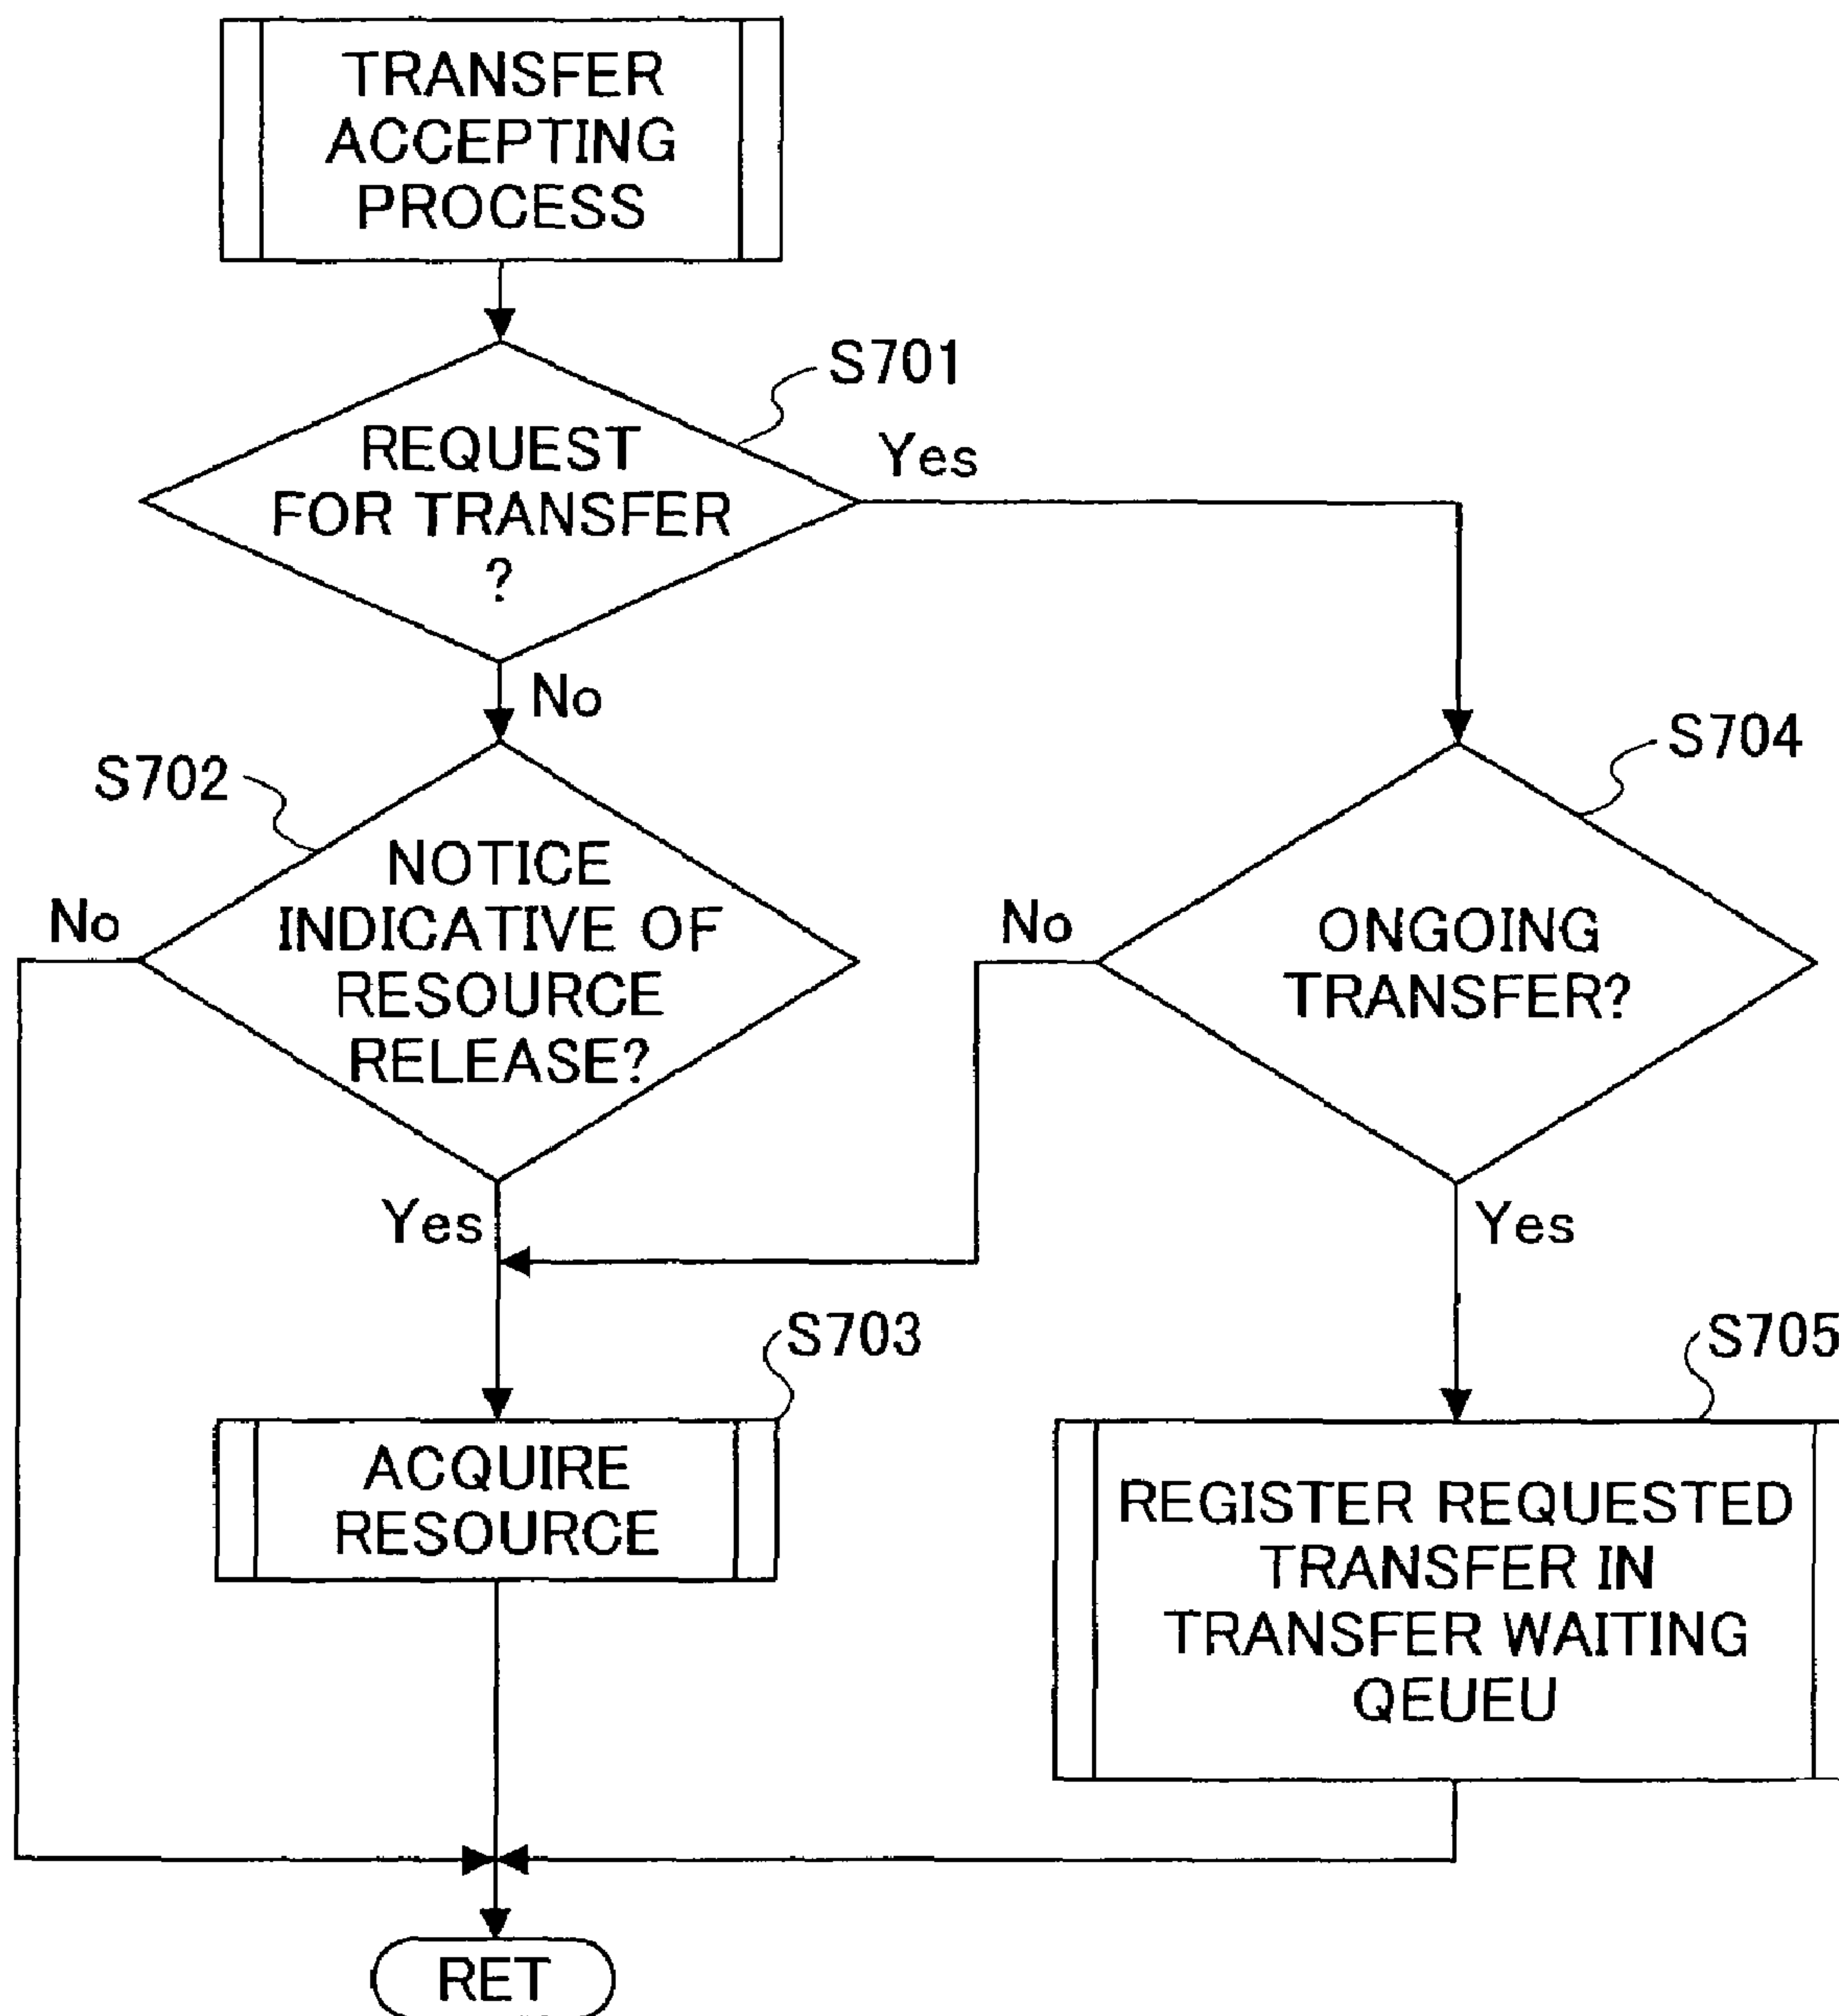 TRANSFER
ACCEPTING
PROCESS
S701
REQUEST
FOR TRANSFER
?
Yes
No
S702
NOTICE
INDICATIVE OF
RESOURCE
RELEASE?
No
Yes
S704
ONGOING
TRANSFER?
No
Yes
S703
ACQUIRE
RESOURCE
S705
REGISTER REQUESTED
TRANSFER IN
TRANSFER WAITING
QEUEU
RET